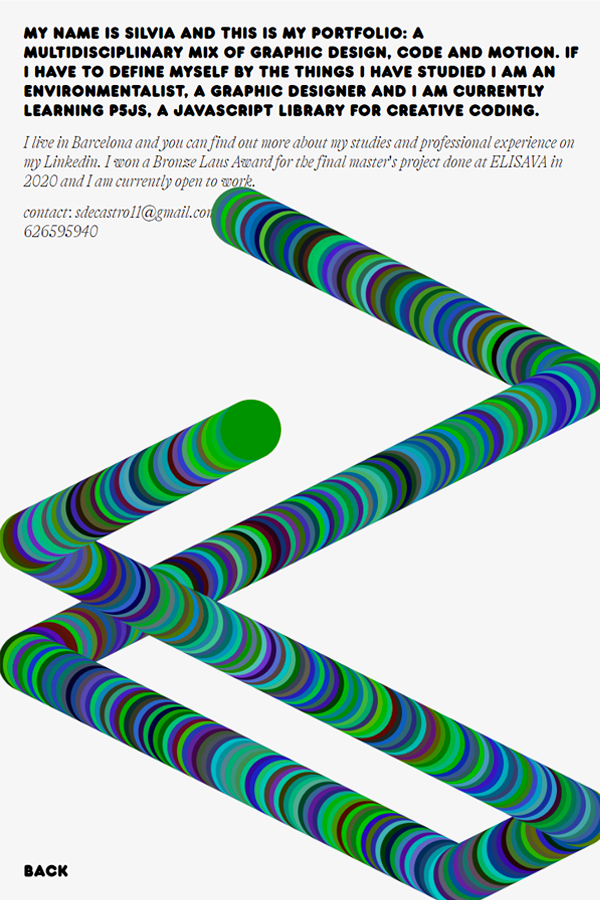 MY NAME IS SILVIA AND THIS IS MY PORTFOLIO: A
MULTIDISCIPLINARY MIX OF GRAPHIC DESIGN, CODE AND MOTION. IF
I HAVE TO DEFINE MYSELF BY THE THINGS I HAVE STUDIED I AM AN
ENVIRONMENTALIST, A GRAPHIC DESIGNER AND I AM CURRENTLY
LEARNING P5JS, A JAVASCRIPT LIBRARY FOR CREATIVE CODING.
I live in Barcelona and you can find out more about my studies and professional experience on
my Linkedin. I won a Bronze Laus Award for the final master's project done at ELISAVA in
2020 and I am currently open to work.
contact: sdecastro11@gmail.com
626595940
BACK